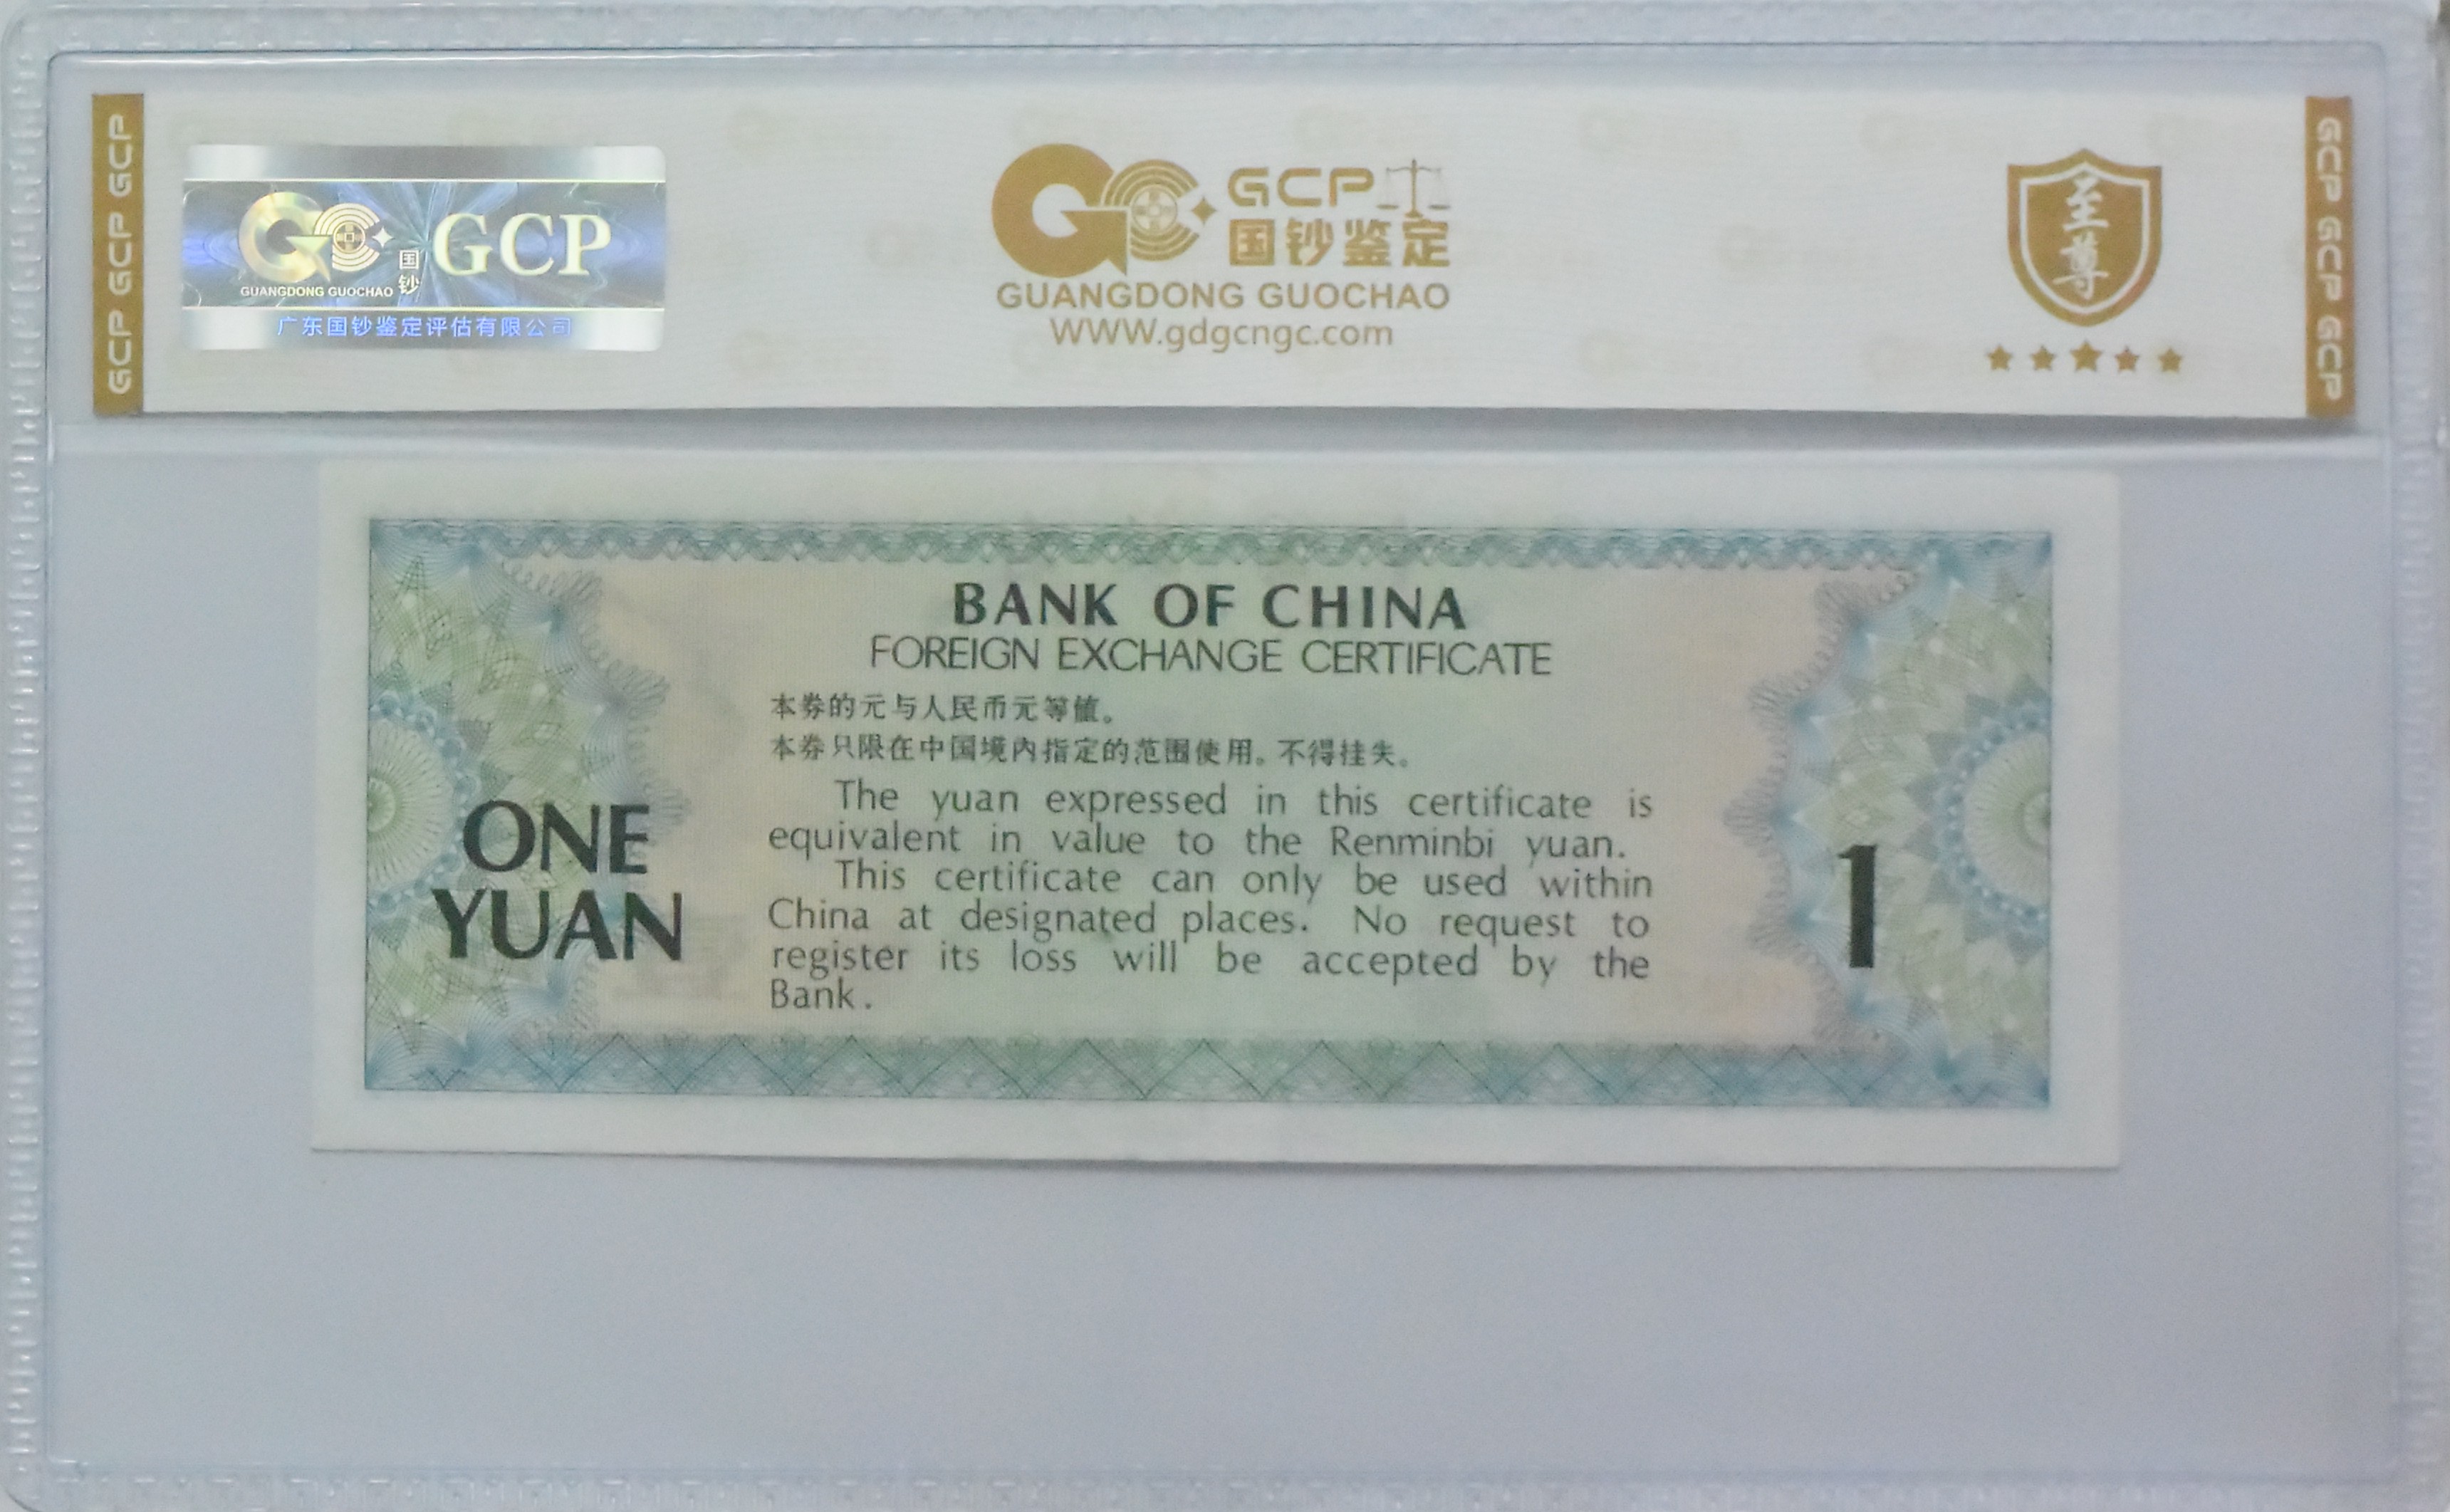 GCP GCP GCP
GCP
国钞
GUANGDONG GUOCHAO
广东国钞鉴定评估有限公司
GCP
国钞鉴定
GUANGDONG GUOCHAO
WWW.gdgcngc.com
至尊
GCP GCP GCP
BANK OF CHINA
FOREIGN EXCHANGE CERTIFICATE
本券的元与人民币元等值。
本券只限在中国境内指定的范围使用。不得挂失。
The yuan expressed in this certificate is
equivalent in value to the Renminbi yuan.
This certificate can only be used within
China at designated places. No request to
register its loss will be accepted by the
Bank.
ONE
YUAN
1